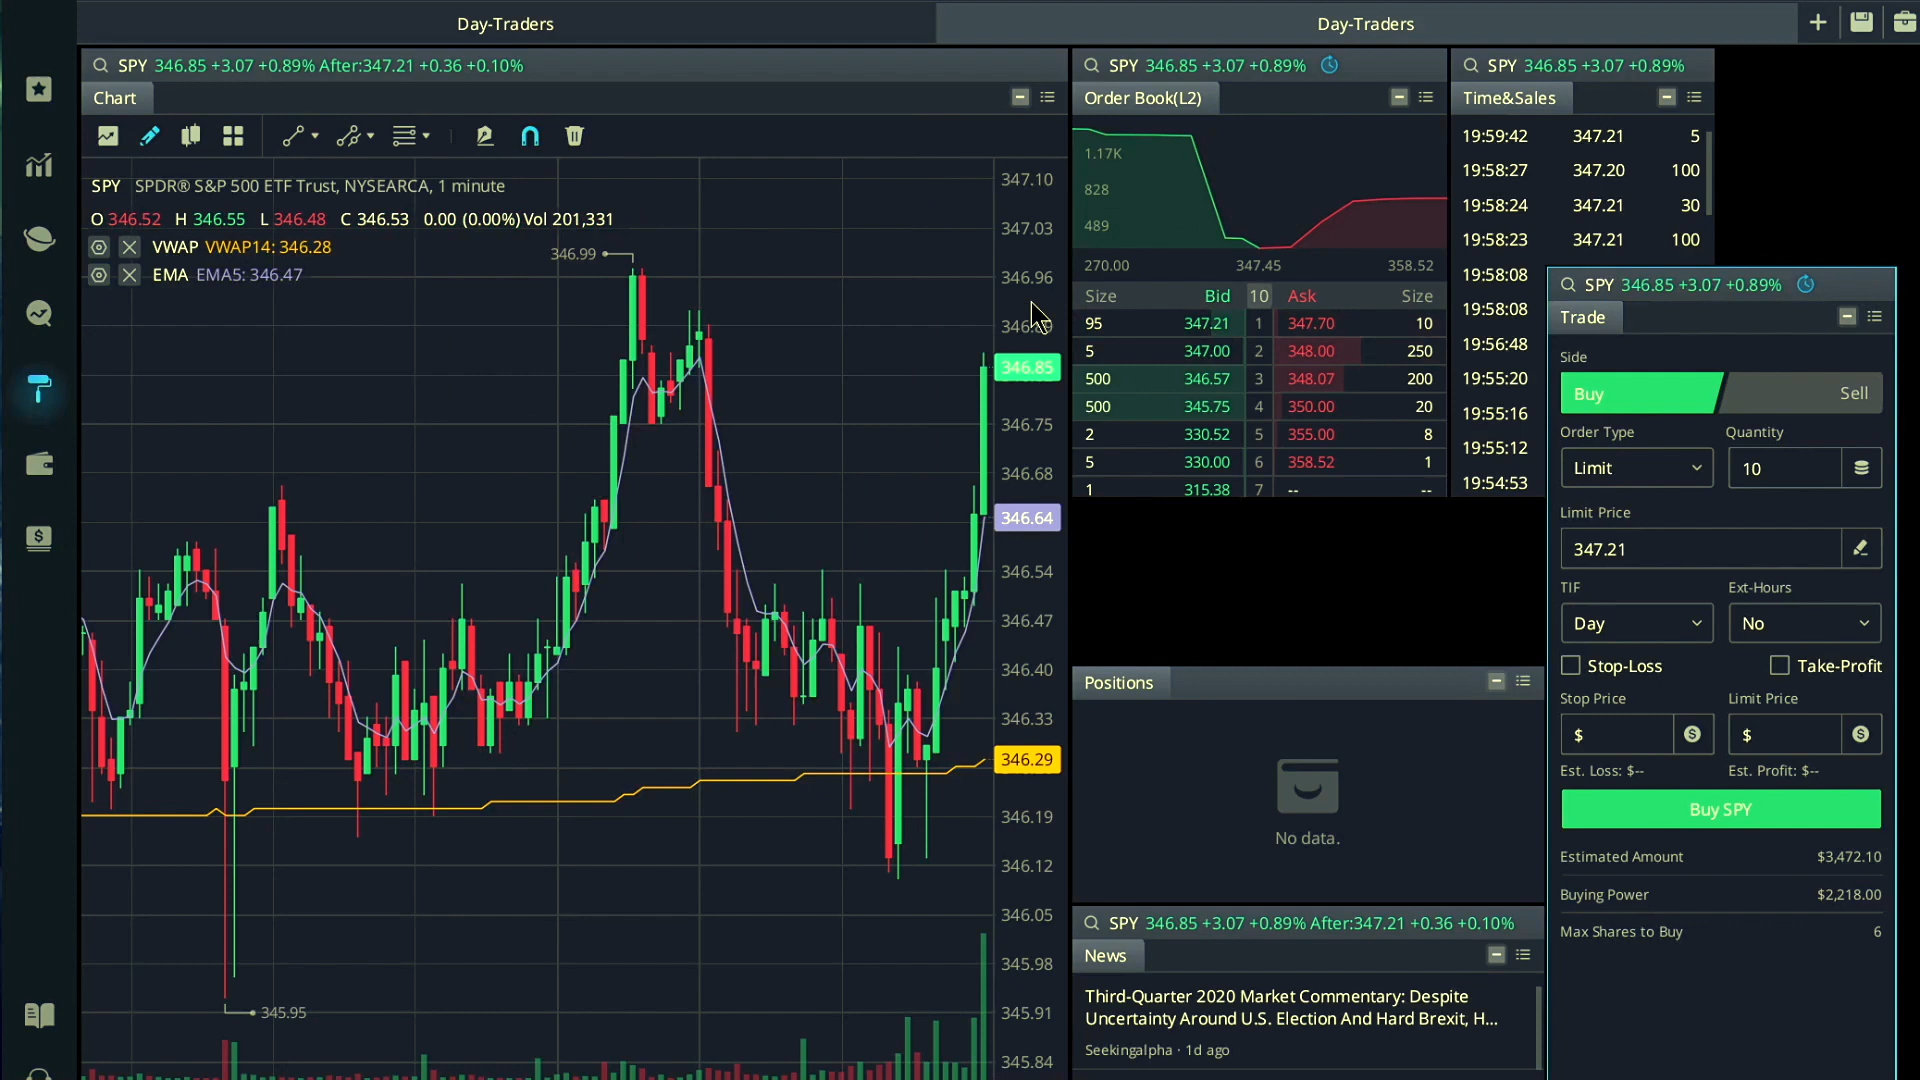 Day-Traders
Day-Traders
SPY 346.85 +3.07 +0.89% After:347.21 +0.36 +0.10%
Chart
SPY SPDR® S&P 500 ETF Trust, NYSEARCA, 1 minute
O 346.52 H 346.55 L 346.48 C 346.53 0.00 (0.00%) Vol 201,331
VWAP VWAP14: 346.28
EMA EMA5: 346.47
346.99
345.95
347.10
347.03
346.96
346.85
346.75
346.68
346.64
346.54
346.47
346.40
346.33
346.29
346.19
346.12
346.05
345.98
345.91
345.84
SPY 346.85 +3.07 +0.89%
Order Book(L2)
1.17K
828
489
270.00 347.45 358.52
Size Bid 10 Ask Size
95 347.21 1 347.70 10
5 347.00 2 348.00 250
500 346.57 3 348.07 200
500 345.75 4 350.00 20
2 330.52 5 355.00 8
5 330.00 6 358.52 1
1 315.38 7 -- --
SPY 346.85 +3.07 +0.89%
Time&Sales
19:59:42 347.21 5
19:58:27 347.20 100
19:58:24 347.21 30
19:58:23 347.21 100
19:58:08
19:58:08
19:56:48
19:55:20
19:55:16
19:55:12
19:54:53
Positions
No data.
SPY 346.85 +3.07 +0.89% After:347.21 +0.36 +0.10%
News
Third-Quarter 2020 Market Commentary: Despite
Uncertainty Around U.S. Election And Hard Brexit, H...
Seekingalpha · 1d ago
SPY 346.85 +3.07 +0.89%
Trade
Side
Buy Sell
Order Type Quantity
Limit 10
Limit Price
347.21
TIF Ext-Hours
Day No
Stop-Loss Take-Profit
Stop Price Limit Price
$ $
Est. Loss: $-- Est. Profit: $--
Buy SPY
Estimated Amount $3,472.10
Buying Power $2,218.00
Max Shares to Buy 6